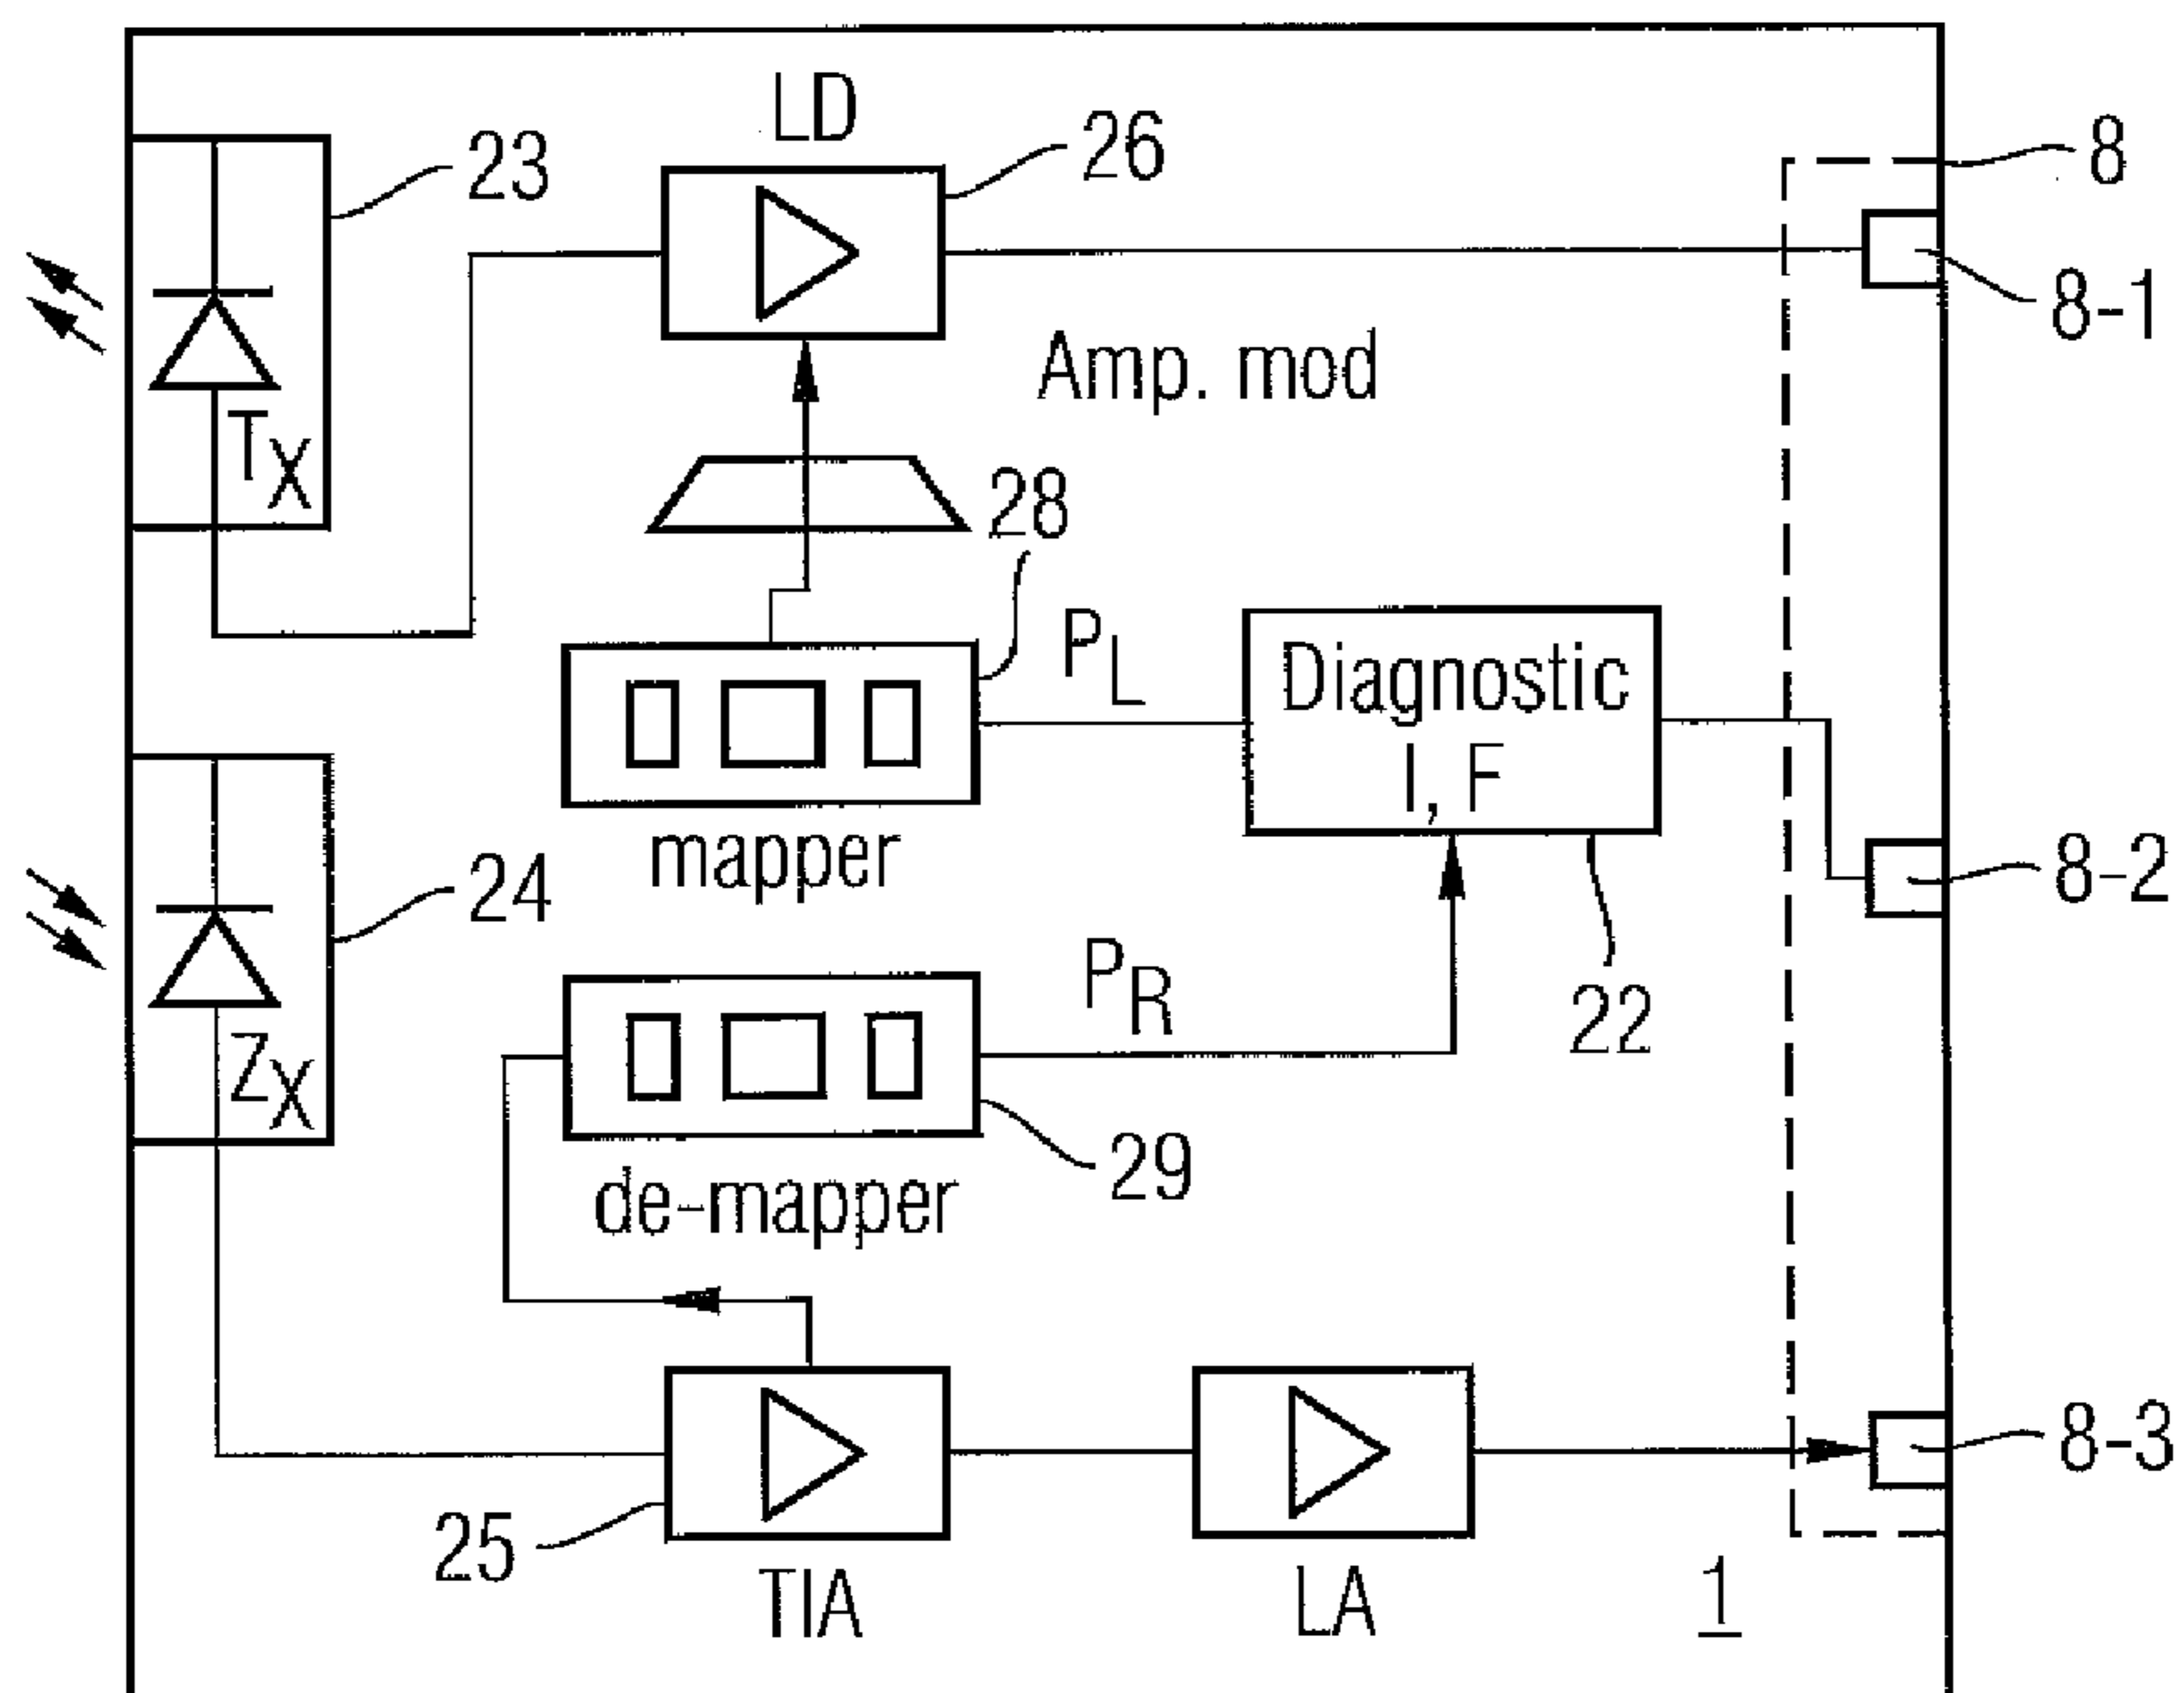 LD
23
26
8
8-1
Amp. mod
TX
28
PL
Diagnostic
I, F
mapper
24
8-2
PR
22
ZX
29
de-mapper
8-3
25
TIA
LA
1